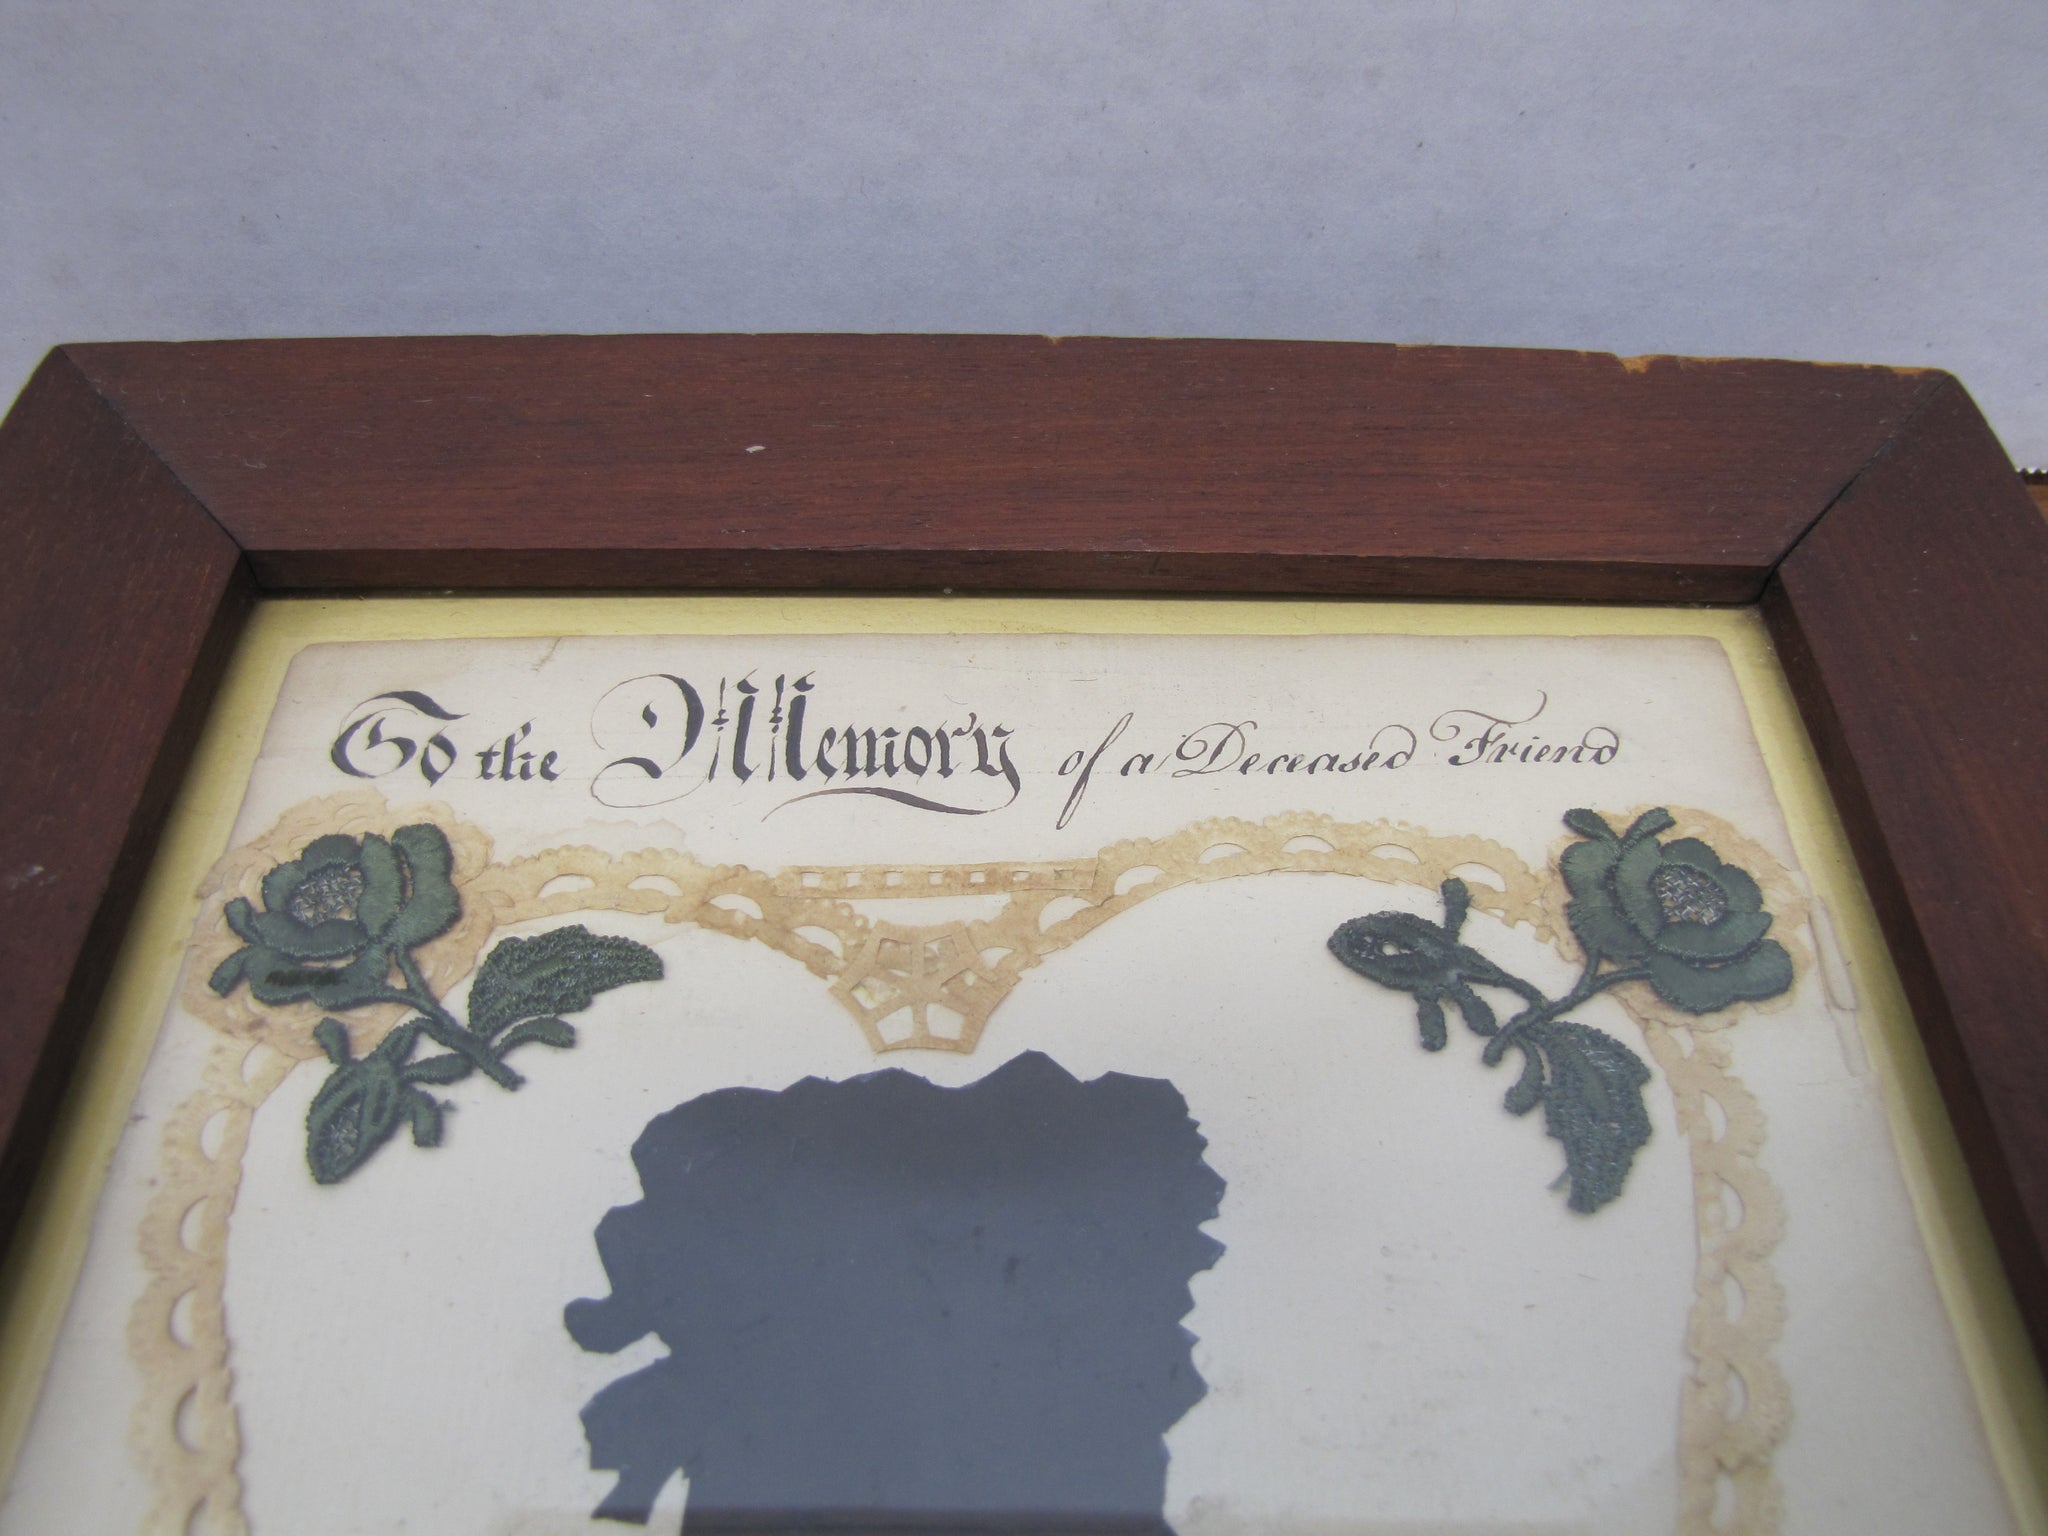 To the Memory of a Deceased Friend